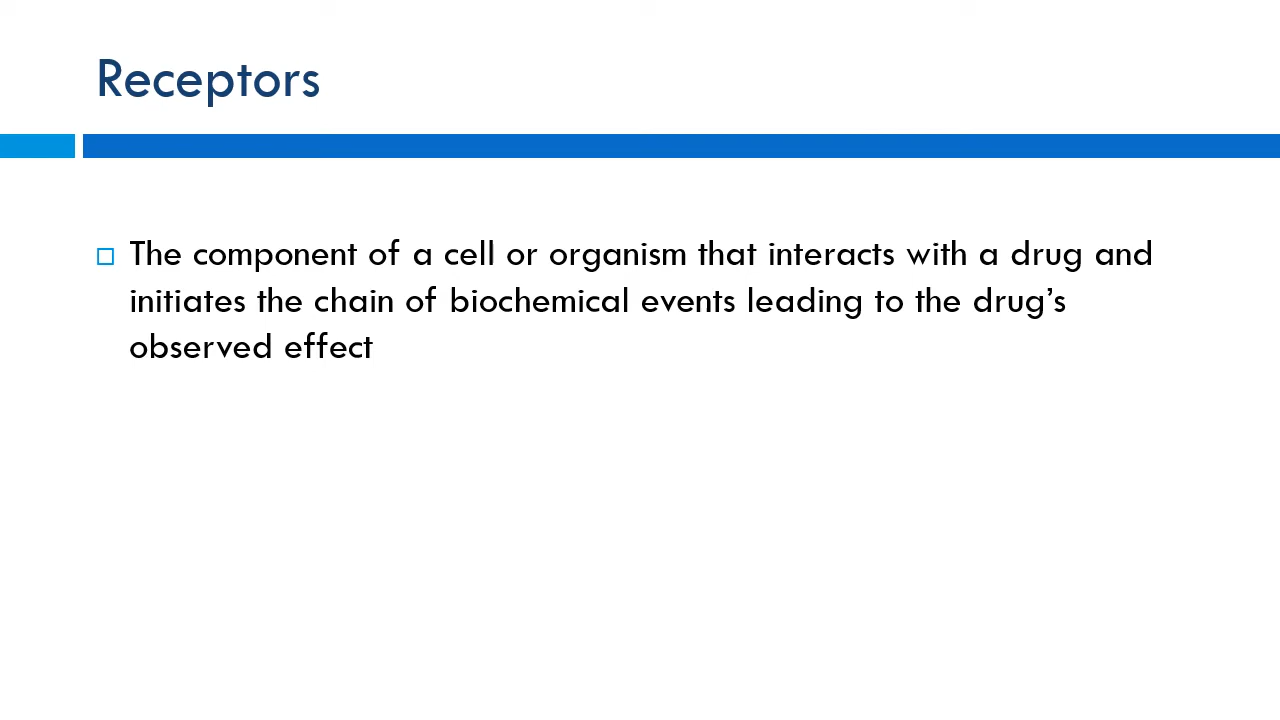 Receptors
The component of a cell or organism that interacts with a drug and
initiates the chain of biochemical events leading to the drug’s
observed effect